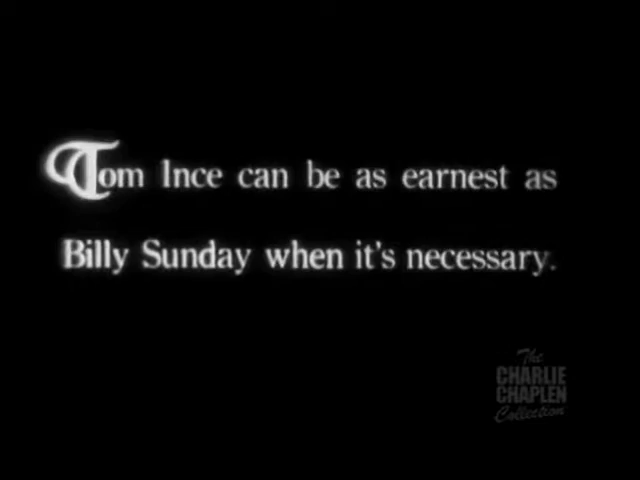 Tom Ince can be as earnest as
Billy Sunday when it's necessary.
The
CHARLIE
CHAPLEN
Collection